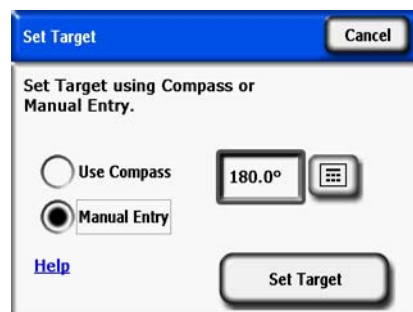 Set Target
Cancel
Set Target using Compass or
Manual Entry.
Use Compass
180.0°
Manual Entry
Help
Set Target